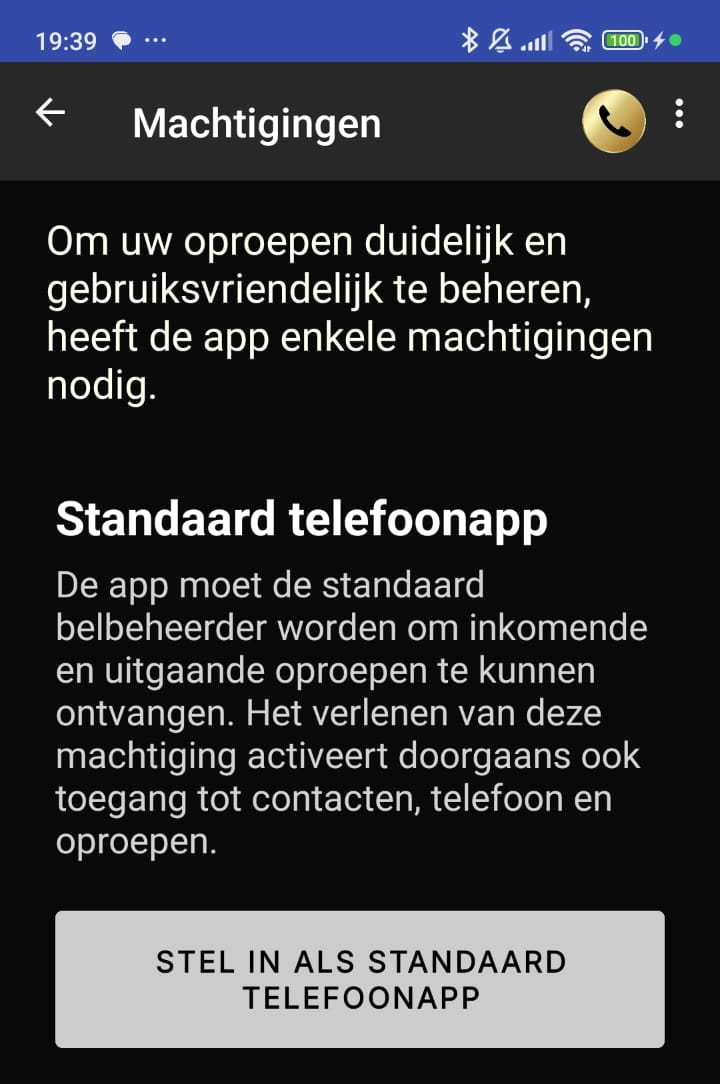 19:39
100
Machtigingen
Om uw oproepen duidelijk en
gebruiksvriendelijk te beheren,
heeft de app enkele machtigingen
nodig.
Standaard telefoonapp
De app moet de standaard
belbeheerder worden om inkomende
en uitgaande oproepen te kunnen
ontvangen. Het verlenen van deze
machtiging activeert doorgaans ook
toegang tot contacten, telefoon en
oproepen.
STEL IN ALS STANDAARD
TELEFOONAPP